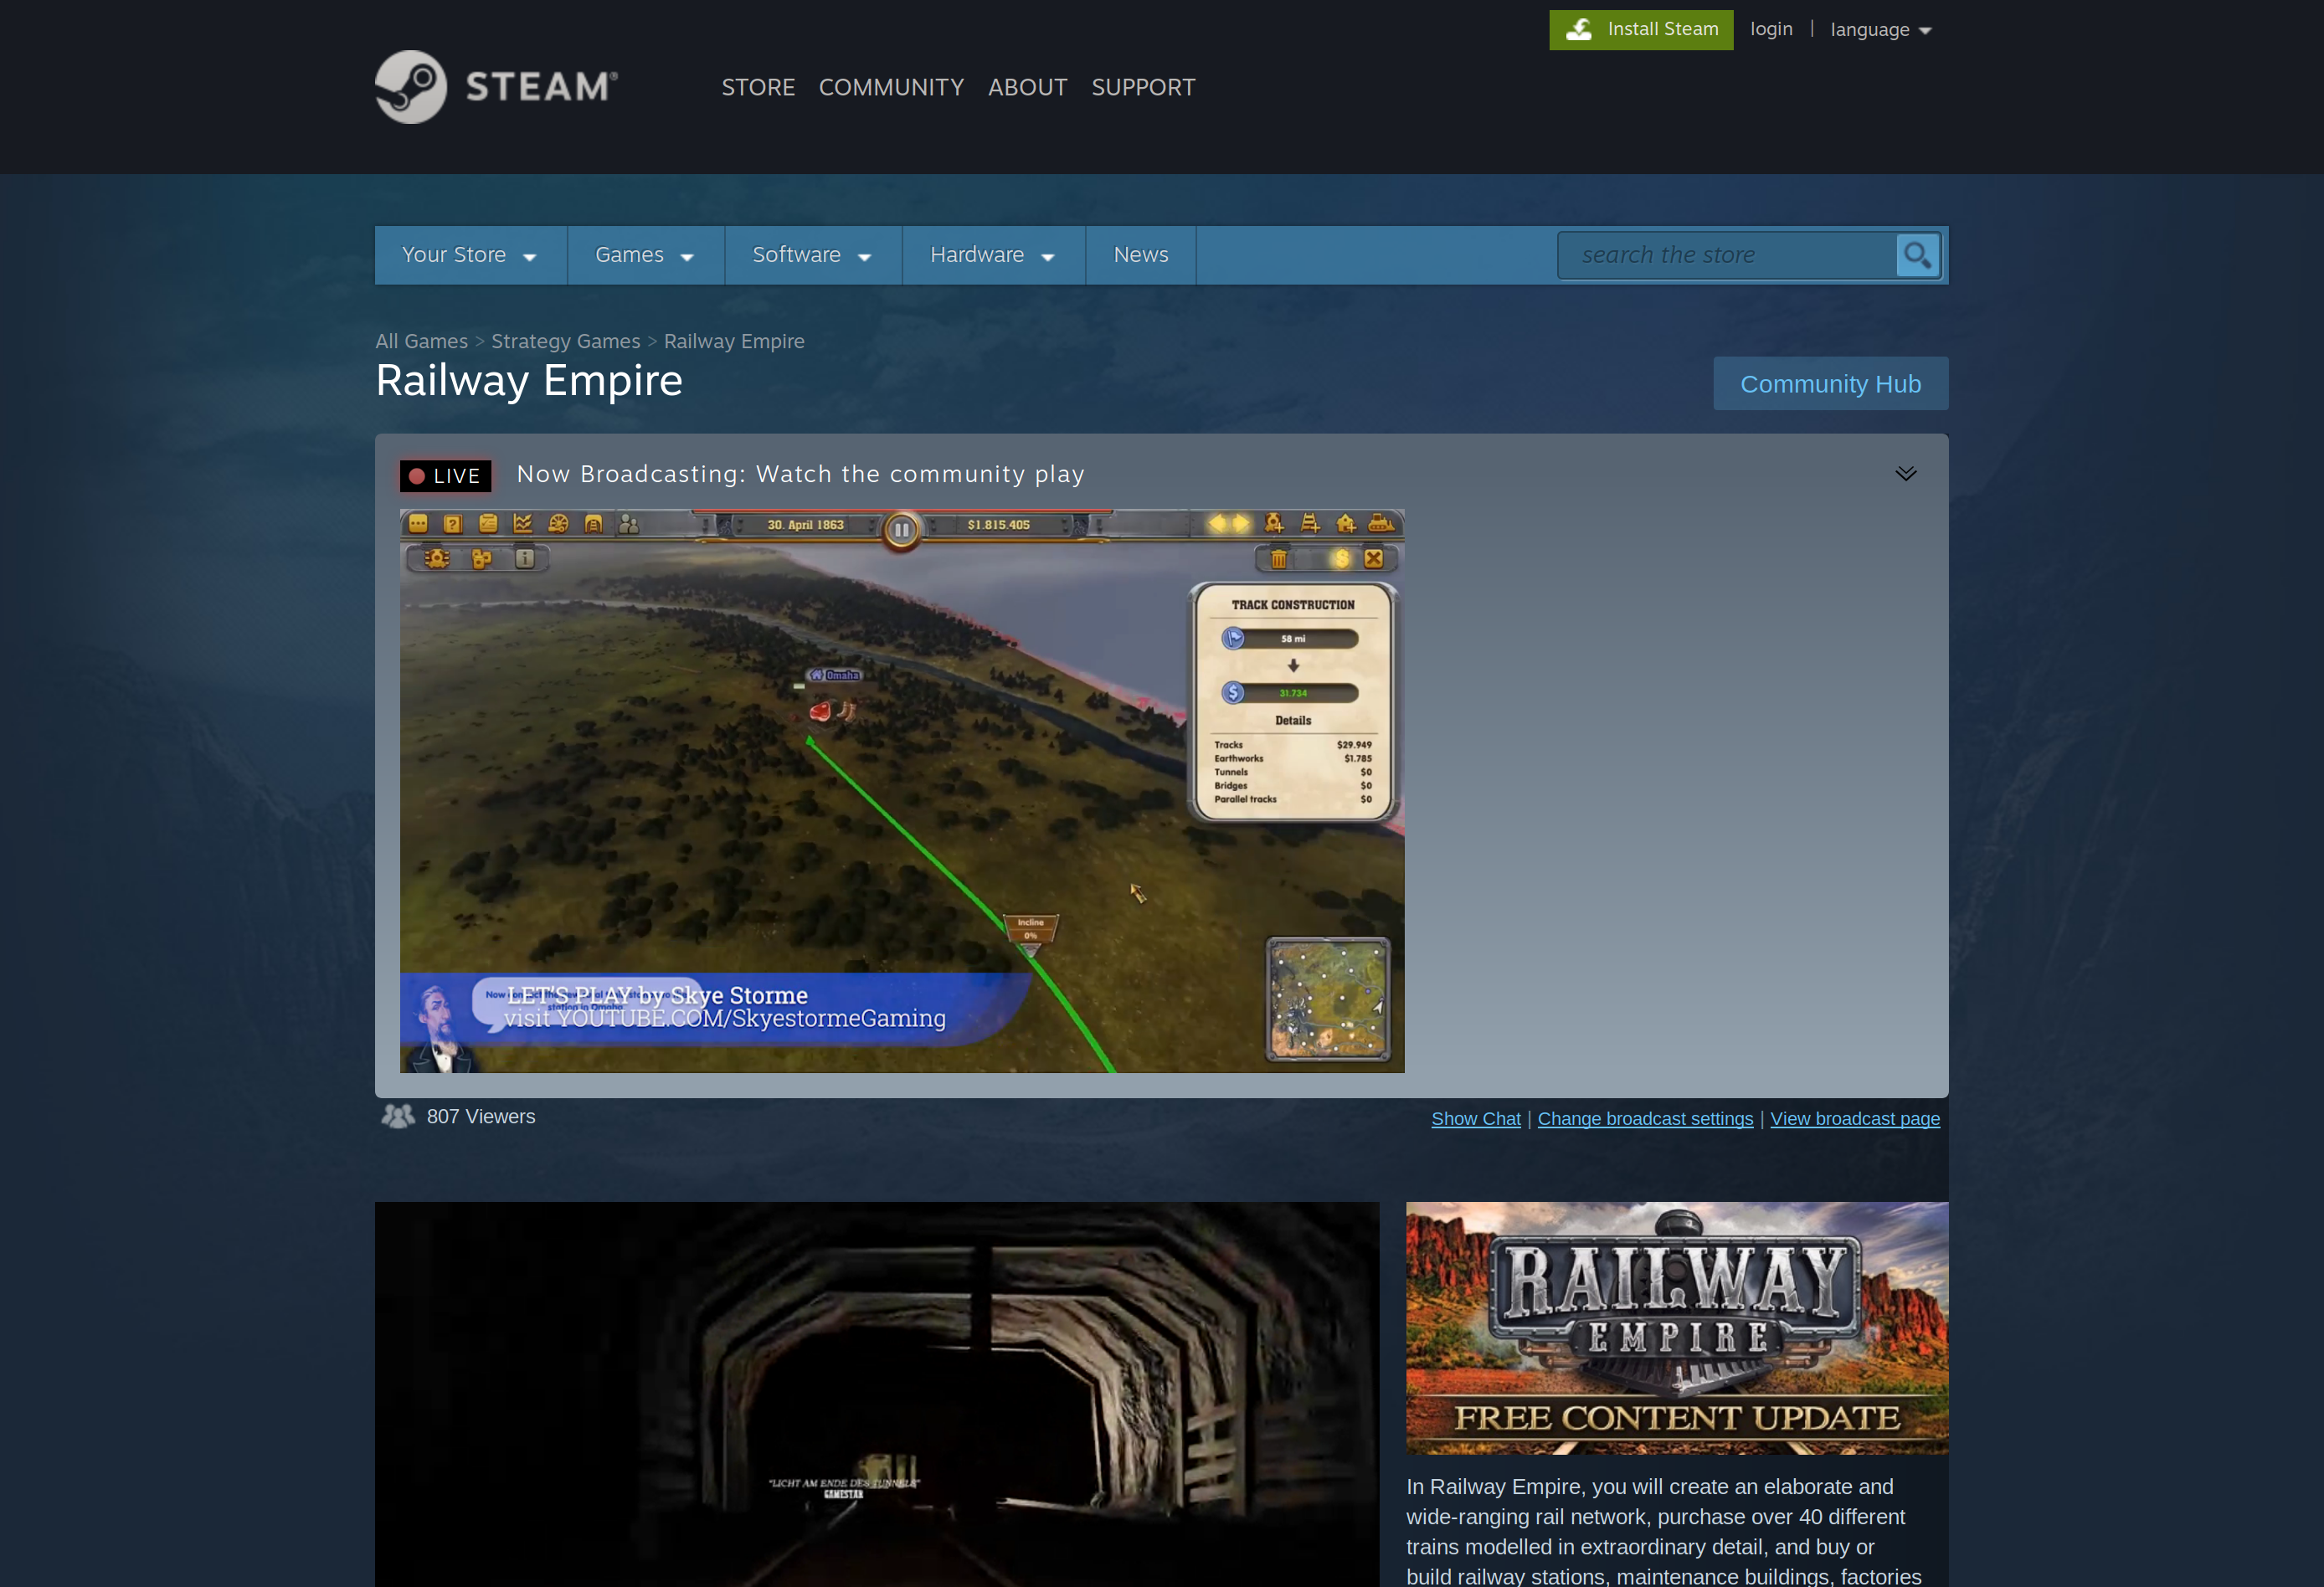 Install Steam
login | language
STEAM®
STORE COMMUNITY ABOUT SUPPORT
Your Store Games Software Hardware News
search the store
All Games > Strategy Games > Railway Empire
Railway Empire
Community Hub
LIVE Now Broadcasting: Watch the community play
30. April 1863
$1.815.405
TRACK CONSTRUCTION
58 mi
31.734
Details
Tracks $29.949
Earthworks $1.785
Tunnels $0
Bridges $0
Parallel tracks $0
Omaha
Incline
0%
LET'S PLAY by Skye Storme
visit YOUTUBE.COM/SkyestormeGaming
807 Viewers
Show Chat | Change broadcast settings | View broadcast page
"LICHT AM ENDE DES TUNNELS"
GAMESTAR
RAILWAY
EMPIRE
FREE CONTENT UPDATE
In Railway Empire, you will create an elaborate and
wide-ranging rail network, purchase over 40 different
trains modelled in extraordinary detail, and buy or
build railway stations, maintenance buildings, factories